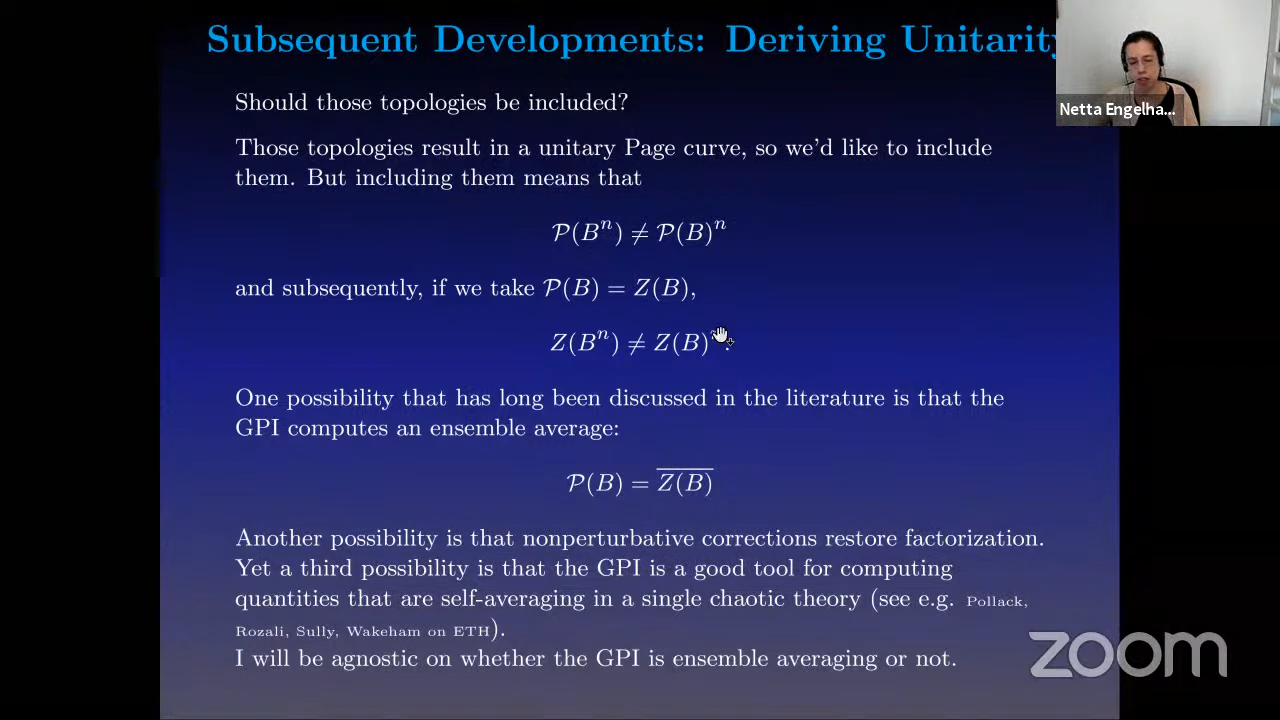 Subsequent Developments: Deriving Unitarity
Netta Engelha...
Should those topologies be included?
Those topologies result in a unitary Page curve, so we'd like to include
them. But including them means that
𝒫(Bⁿ) ≠ 𝒫(B)ⁿ
and subsequently, if we take 𝒫(B) = Z(B),
Z(Bⁿ) ≠ Z(B) .
One possibility that has long been discussed in the literature is that the
GPI computes an ensemble average:
𝒫(B) = \overline{Z(B)}
Another possibility is that nonperturbative corrections restore factorization.
Yet a third possibility is that the GPI is a good tool for computing
quantities that are self-averaging in a single chaotic theory (see e.g. Pollack,
Rozali, Sully, Wakeham on ETH).
I will be agnostic on whether the GPI is ensemble averaging or not.
zoom